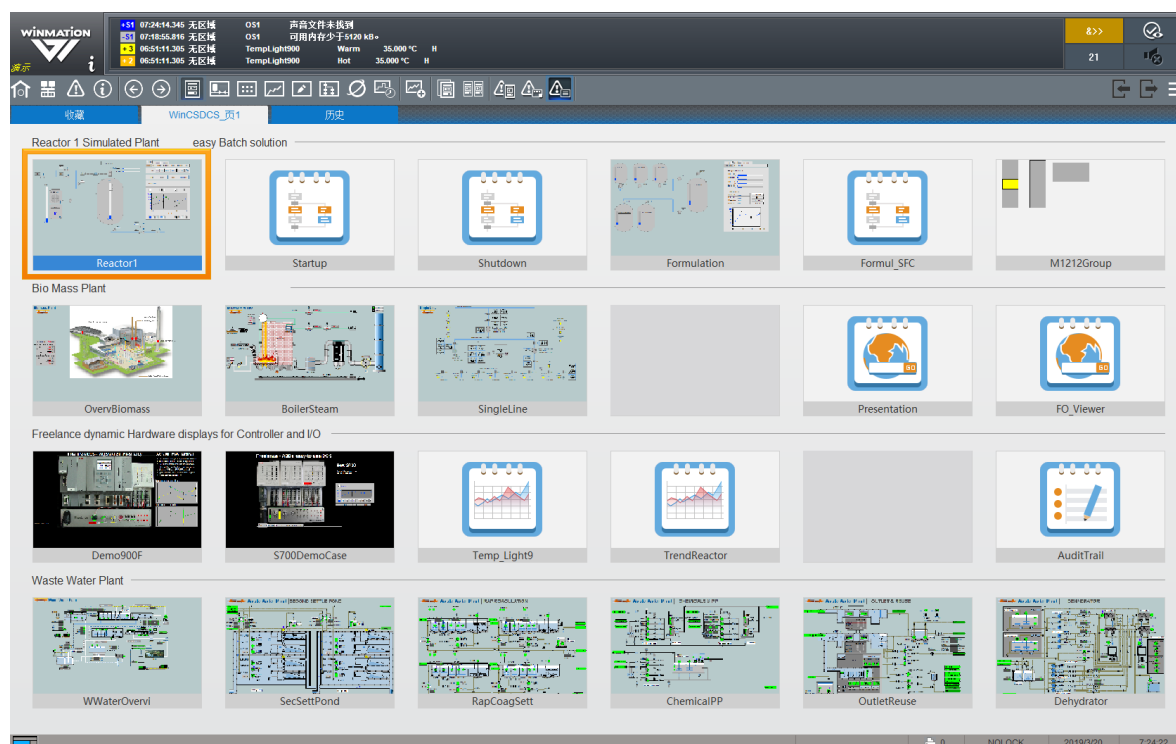 WINMATION
演示
+S1 07:24:14.345 无区域 OS1 声音文件未找到
-S1 07:18:55.816 无区域 OS1 可用内存少于5120 kB。
+ 3 06:51:11.305 无区域 TempLight900 Warm 35.000 °C H
+ 2 06:51:11.305 无区域 TempLight900 Hot 35.000 °C H
&>>
21
收藏 WinCSDCS_页1 历史
Reactor 1 Simulated Plant easy Batch solution
Reactor1 Startup Shutdown Formulation Formul_SFC M1212Group
Bio Mass Plant
GO GO
OvervBiomass BoilerSteam SingleLine Presentation FO_Viewer
Freelance dynamic Hardware displays for Controller and I/O
Demo900F S700DemoCase Temp_Light9 TrendReactor AuditTrail
Waste Water Plant
WWaterOvervi SecSettPond RapCoagSett ChemicalPP OutletReuse Dehydrator
0 NOLOCK 2019/3/20 7:24:22